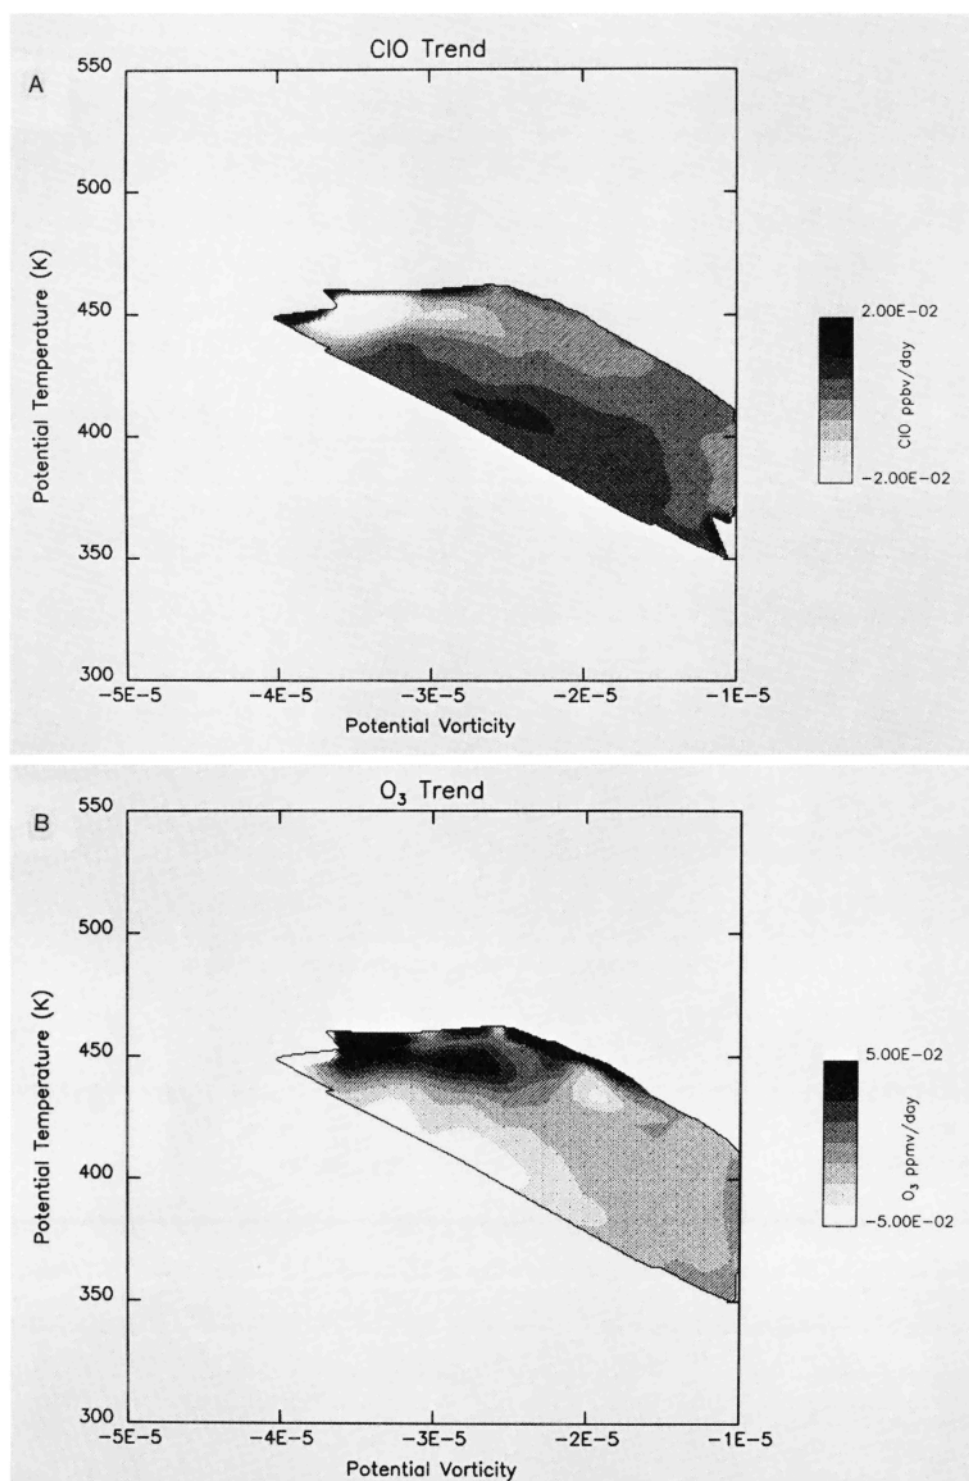 ClO Trend
A
550
500
450
400
350
300
Potential Temperature (K)
-5E-5 -4E-5 -3E-5 -2E-5 -1E-5
Potential Vorticity
2.00E-02
ClO ppbv/day
-2.00E-02
O₃ Trend
B
550
500
450
400
350
300
Potential Temperature (K)
-5E-5 -4E-5 -3E-5 -2E-5 -1E-5
Potential Vorticity
5.00E-02
O₃ ppmv/day
-5.00E-02